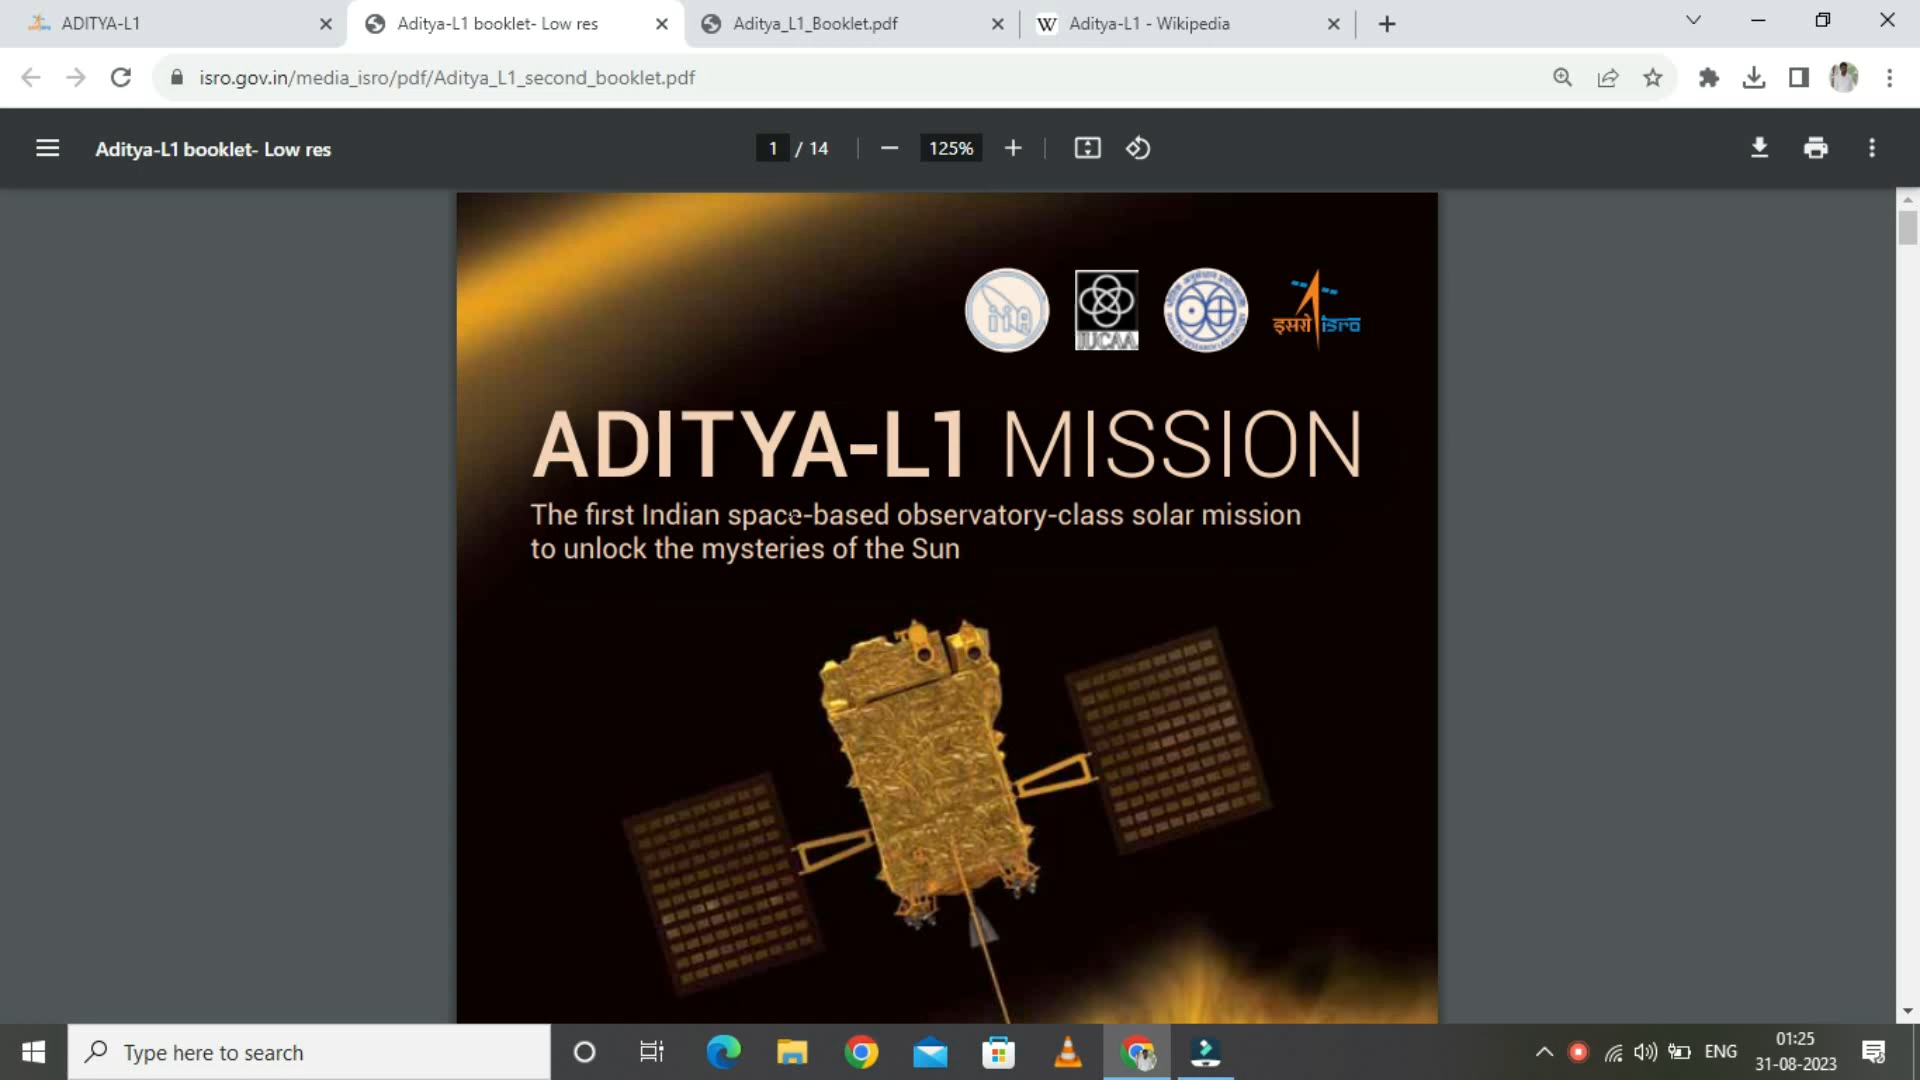 ADITYA-L1
Aditya-L1 booklet- Low res
Aditya_L1_Booklet.pdf
W Aditya-L1 - Wikipedia
isro.gov.in/media_isro/pdf/Aditya_L1_second_booklet.pdf
Aditya-L1 booklet- Low res
1 / 14
125%
IIA
IUCAA
इसरो isro
ADITYA-L1 MISSION
The first Indian space-based observatory-class solar mission
to unlock the mysteries of the Sun
Type here to search
ENG
01:25
31-08-2023